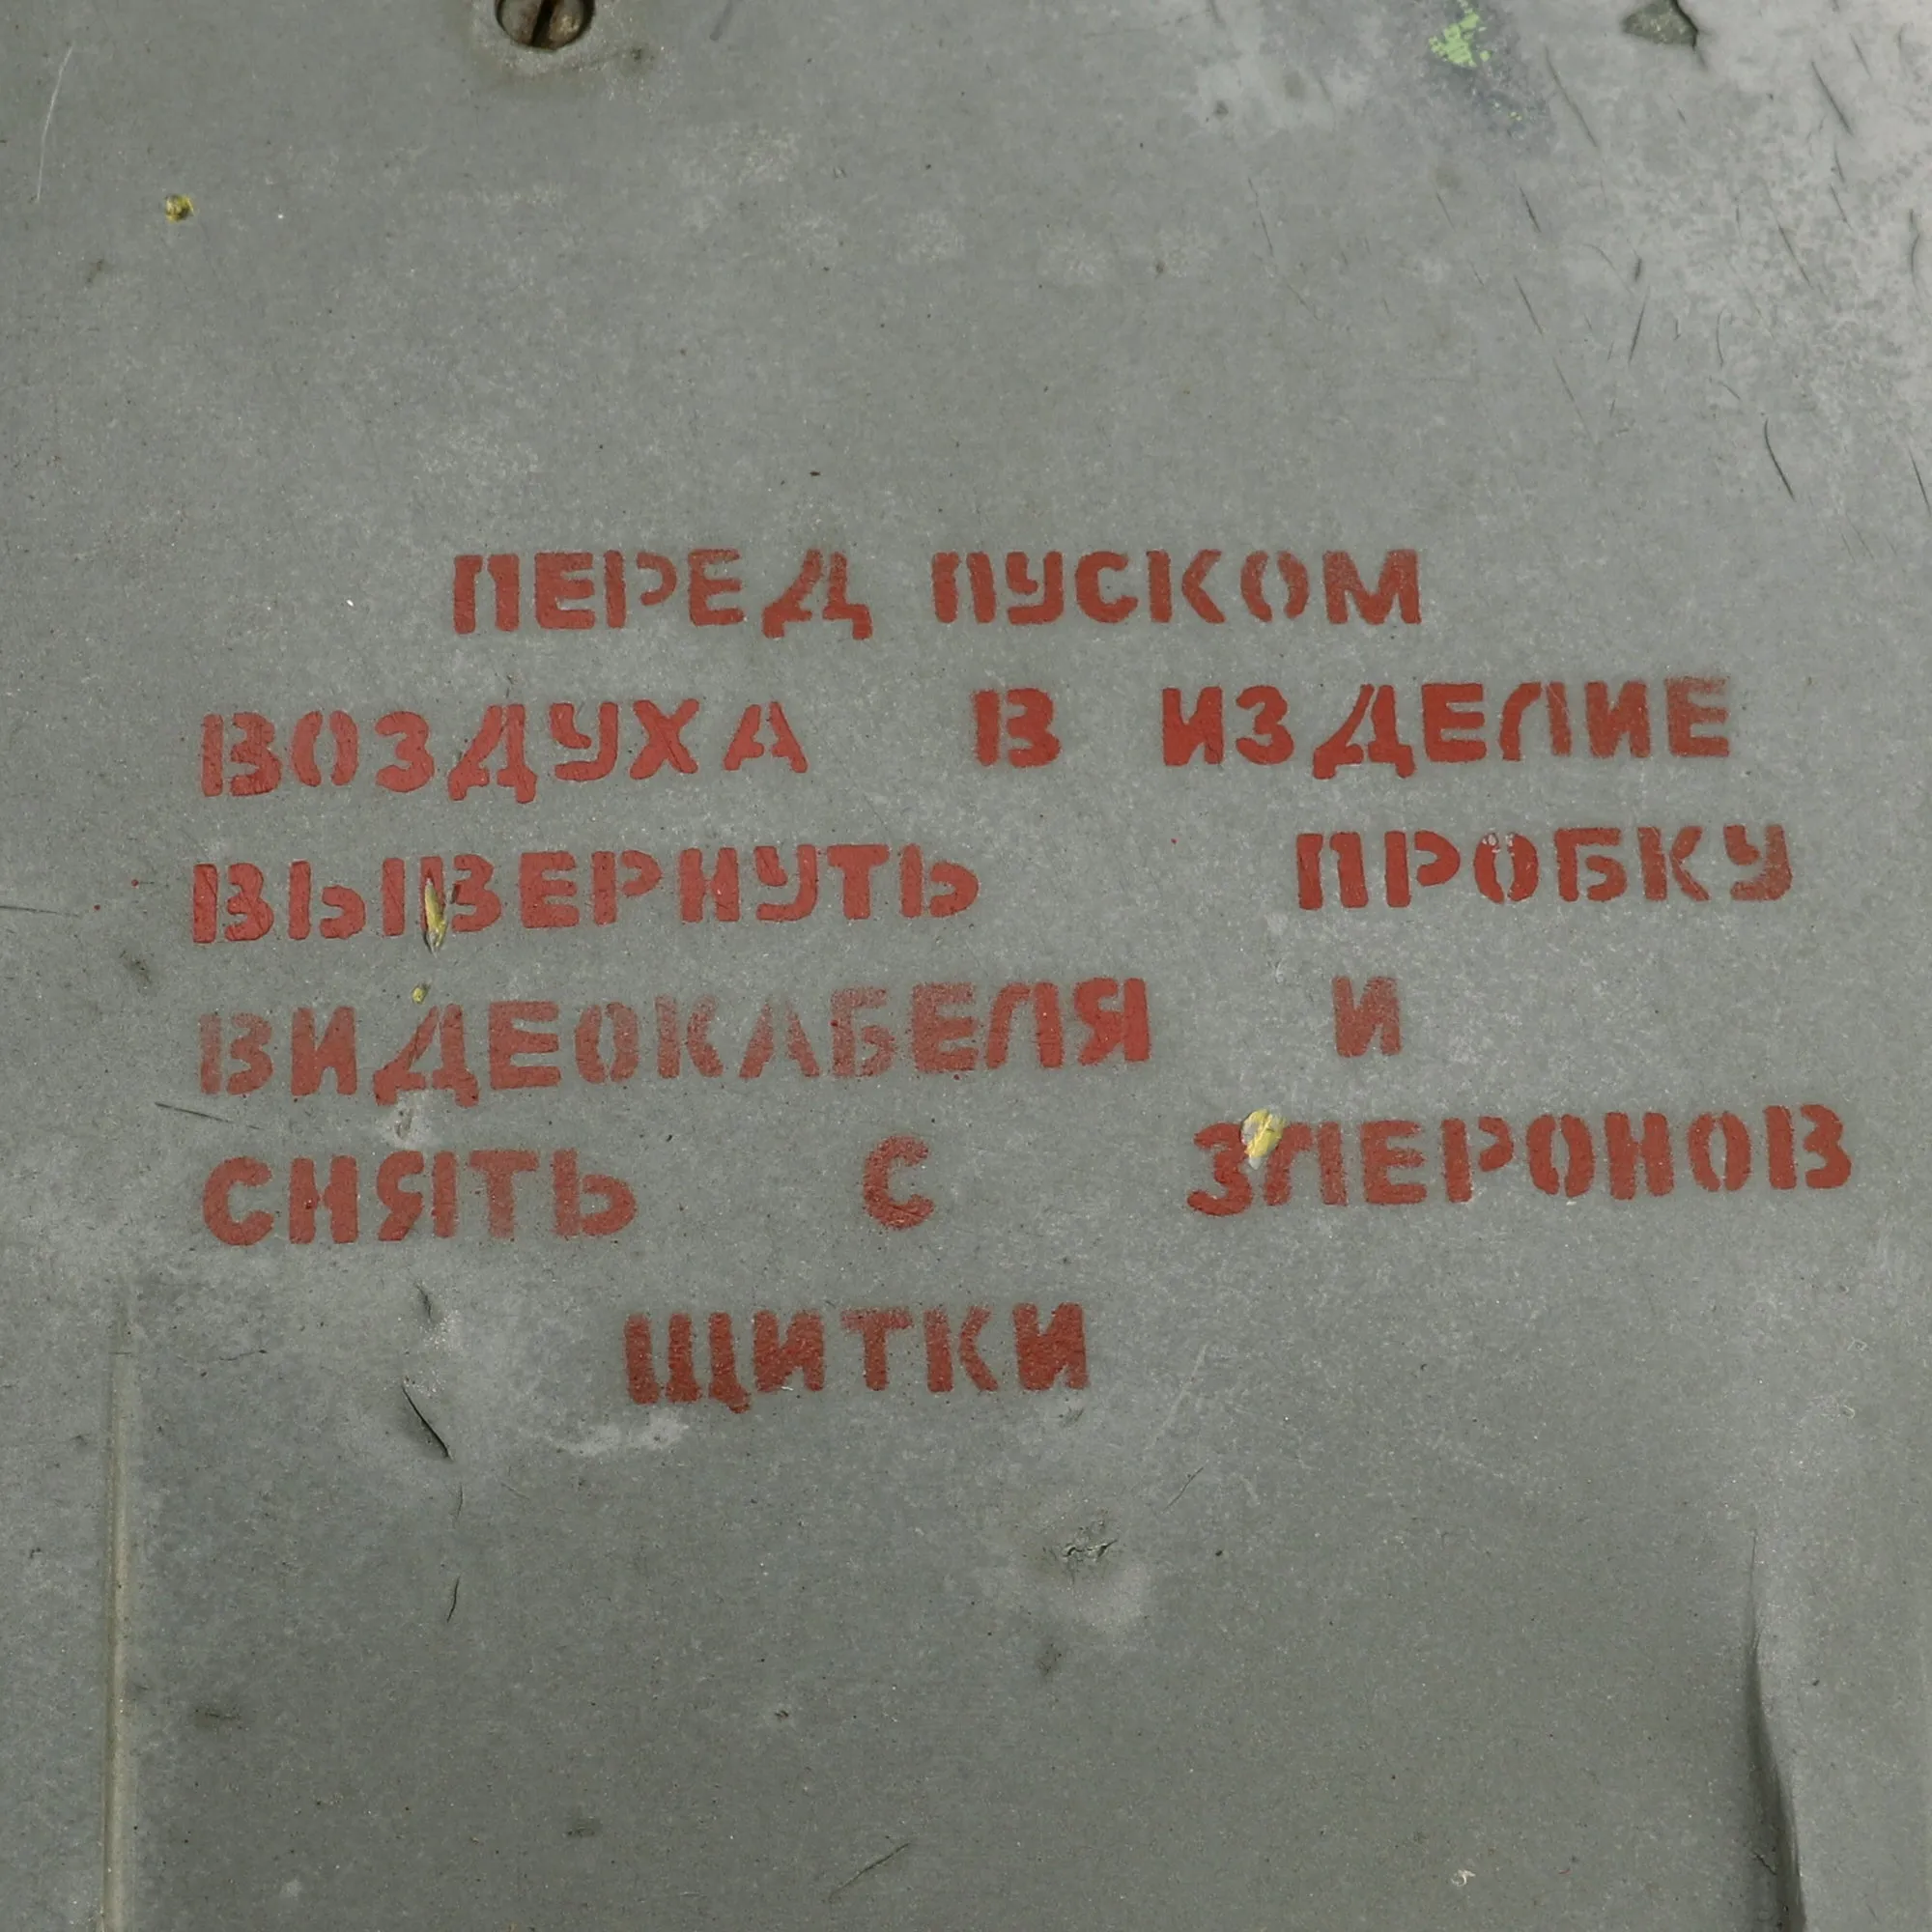 ПЕРЕД ПУСКОМ
ВОЗДУХА В ИЗДЕЛИЕ
ВЫВЕРНУТЬ ПРОБКУ
ВИДЕОКАБЕЛЯ И
СНЯТЬ С ЭЛЕРОНОВ
ЩИТКИ